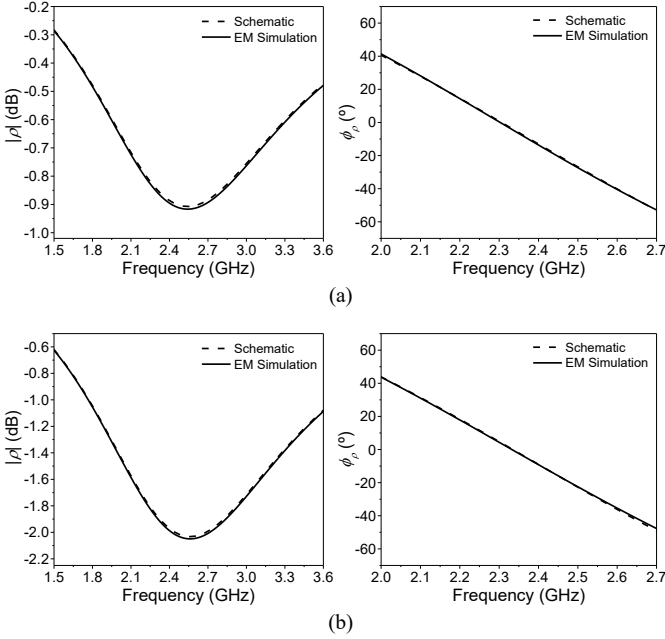 -0.2
-0.3
-0.4
-0.5
-0.6
-0.7
-0.8
-0.9
-1.0
|ρ| (dB)
Schematic
EM Simulation
1.5 1.8 2.1 2.4 2.7 3.0 3.3 3.6
Frequency (GHz)
60
40
20
0
-20
-40
-60
ϕρ (º)
Schematic
EM Simulation
2.0 2.1 2.2 2.3 2.4 2.5 2.6 2.7
Frequency (GHz)
(a)
-0.6
-0.8
-1.0
-1.2
-1.4
-1.6
-1.8
-2.0
-2.2
|ρ| (dB)
Schematic
EM Simulation
1.5 1.8 2.1 2.4 2.7 3.0 3.3 3.6
Frequency (GHz)
60
40
20
0
-20
-40
-60
ϕρ (º)
Schematic
EM Simulation
2.0 2.1 2.2 2.3 2.4 2.5 2.6 2.7
Frequency (GHz)
(b)